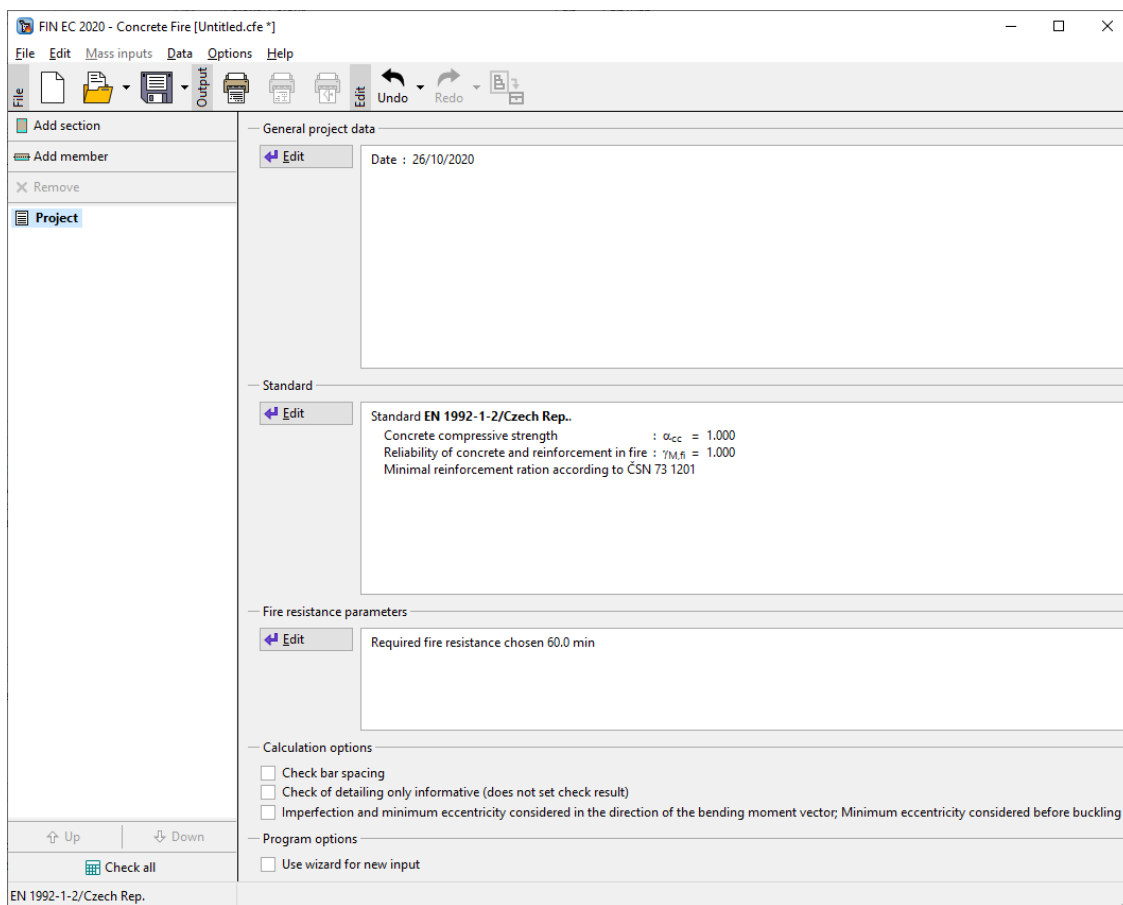 FIN EC 2020 - Concrete Fire [Untitled.cfe *]
File Edit Mass inputs Data Options Help
File
Output
Edit
Undo
Redo
Add section
Add member
Remove
Project
Up
Down
Check all
General project data
Edit
Date : 26/10/2020
Standard
Edit
Standard EN 1992-1-2/Czech Rep..
Concrete compressive strength : αcc = 1.000
Reliability of concrete and reinforcement in fire : γM,fi = 1.000
Minimal reinforcement ration according to ČSN 73 1201
Fire resistance parameters
Edit
Required fire resistance chosen 60.0 min
Calculation options
Check bar spacing
Check of detailing only informative (does not set check result)
Imperfection and minimum eccentricity considered in the direction of the bending moment vector; Minimum eccentricity considered before buckling
Program options
Use wizard for new input
EN 1992-1-2/Czech Rep.